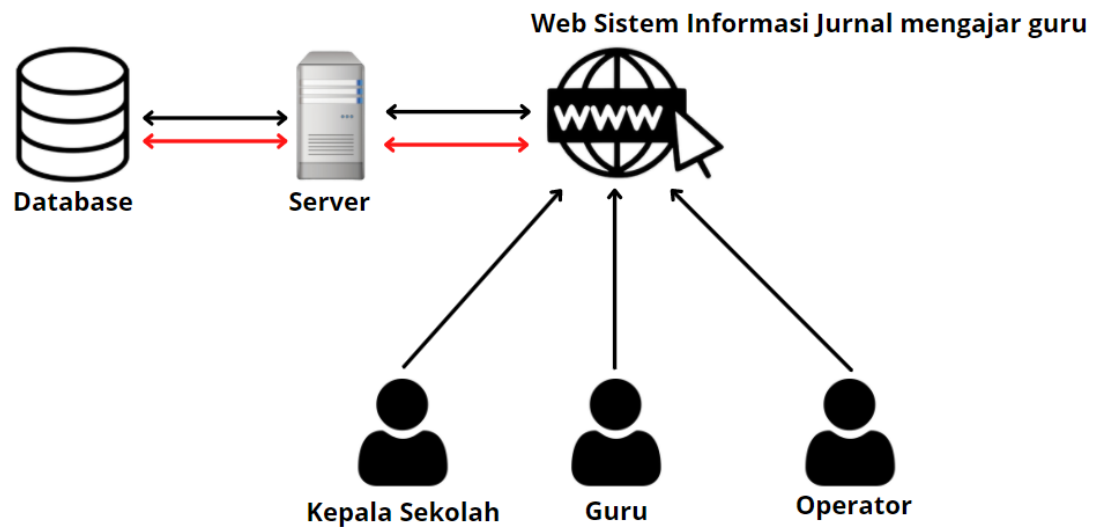 Web Sistem Informasi Jurnal mengajar guru
WWW
Database
Server
Kepala Sekolah
Guru
Operator